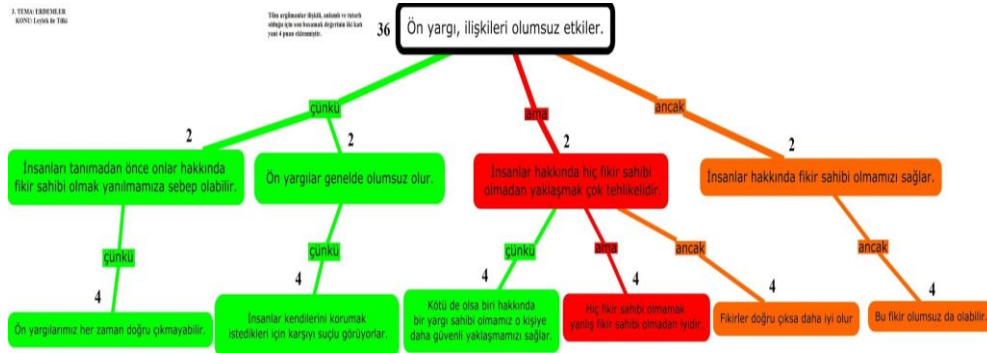 3. TEMA: ERDEMLER
KONU: Leylek ile Tilki
Tüm argümanlar ilişkili, anlamlı ve tutarlı
olduğu için son basamak değerinin iki katı
yani 4 puan eklenmiştir.
36
Ön yargı, ilişkileri olumsuz etkiler.
çünkü
ama
ancak
2
2
2
2
İnsanları tanımadan önce onlar hakkında
fikir sahibi olmak yanılmamıza sebep olabilir.
Ön yargılar genelde olumsuz olur.
İnsanlar hakkında hiç fikir sahibi
olmadan yaklaşmak çok tehlikelidir.
İnsanlar hakkında fikir sahibi olmamızı sağlar.
çünkü
çünkü
çünkü
ama
ancak
ancak
4
4
4
4
4
4
Ön yargılarımız her zaman doğru çıkmayabilir.
İnsanlar kendilerini korumak
istedikleri için karşıyı suçlu görüyorlar.
Kötü de olsa biri hakkında
bir yargı sahibi olmamız o kişiye
daha güvenli yaklaşmamızı sağlar.
Hiç fikir sahibi olmamak
yanlış fikir sahibi olmadan iyidir.
Fikirler doğru çıksa daha iyi olur
Bu fikir olumsuz da olabilir.